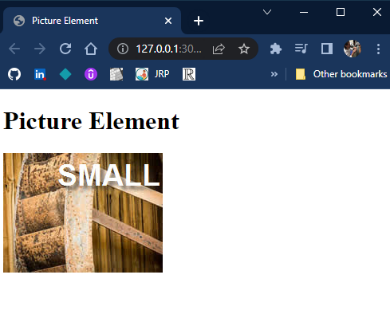 Picture Element
127.0.0.1:30...
JRP
Other bookmarks
Picture Element
SMALL